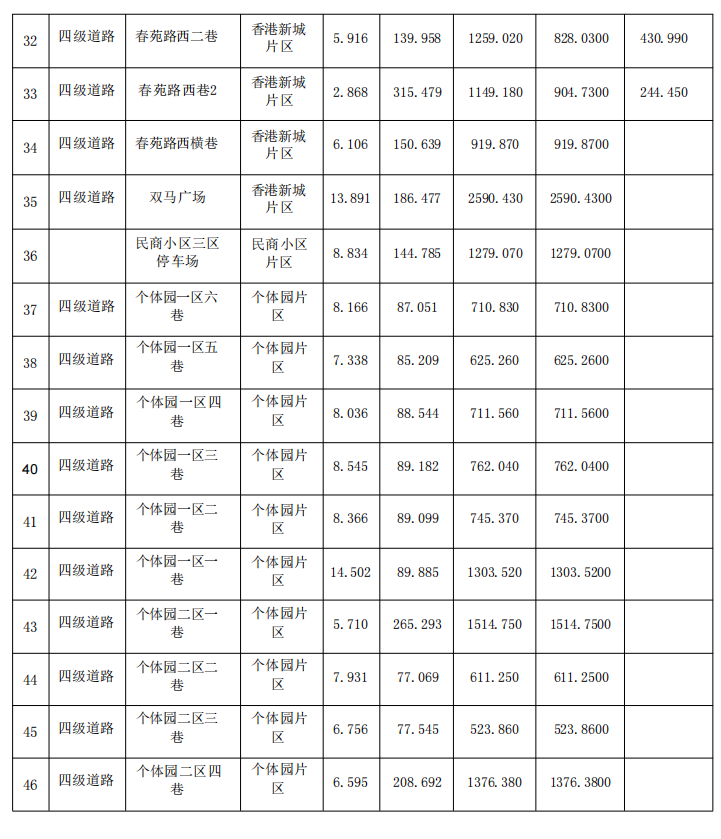 32 四级道路 春苑路西二巷 香港新城片区 5.916 139.958 1259.020 828.0300 430.990
33 四级道路 春苑路西巷2 香港新城片区 2.868 315.479 1149.180 904.7300 244.450
34 四级道路 春苑路西横巷 香港新城片区 6.106 150.639 919.870 919.8700
35 四级道路 双马广场 香港新城片区 13.891 186.477 2590.430 2590.4300
36 民商小区三区停车场 民商小区片区 8.834 144.785 1279.070 1279.0700
37 四级道路 个体园一区六巷 个体园片区 8.166 87.051 710.830 710.8300
38 四级道路 个体园一区五巷 个体园片区 7.338 85.209 625.260 625.2600
39 四级道路 个体园一区四巷 个体园片区 8.036 88.544 711.560 711.5600
40 四级道路 个体园一区三巷 个体园片区 8.545 89.182 762.040 762.0400
41 四级道路 个体园一区二巷 个体园片区 8.366 89.099 745.370 745.3700
42 四级道路 个体园一区一巷 个体园片区 14.502 89.885 1303.520 1303.5200
43 四级道路 个体园二区一巷 个体园片区 5.710 265.293 1514.750 1514.7500
44 四级道路 个体园二区二巷 个体园片区 7.931 77.069 611.250 611.2500
45 四级道路 个体园二区三巷 个体园片区 6.756 77.545 523.860 523.8600
46 四级道路 个体园二区四巷 个体园片区 6.595 208.692 1376.380 1376.3800